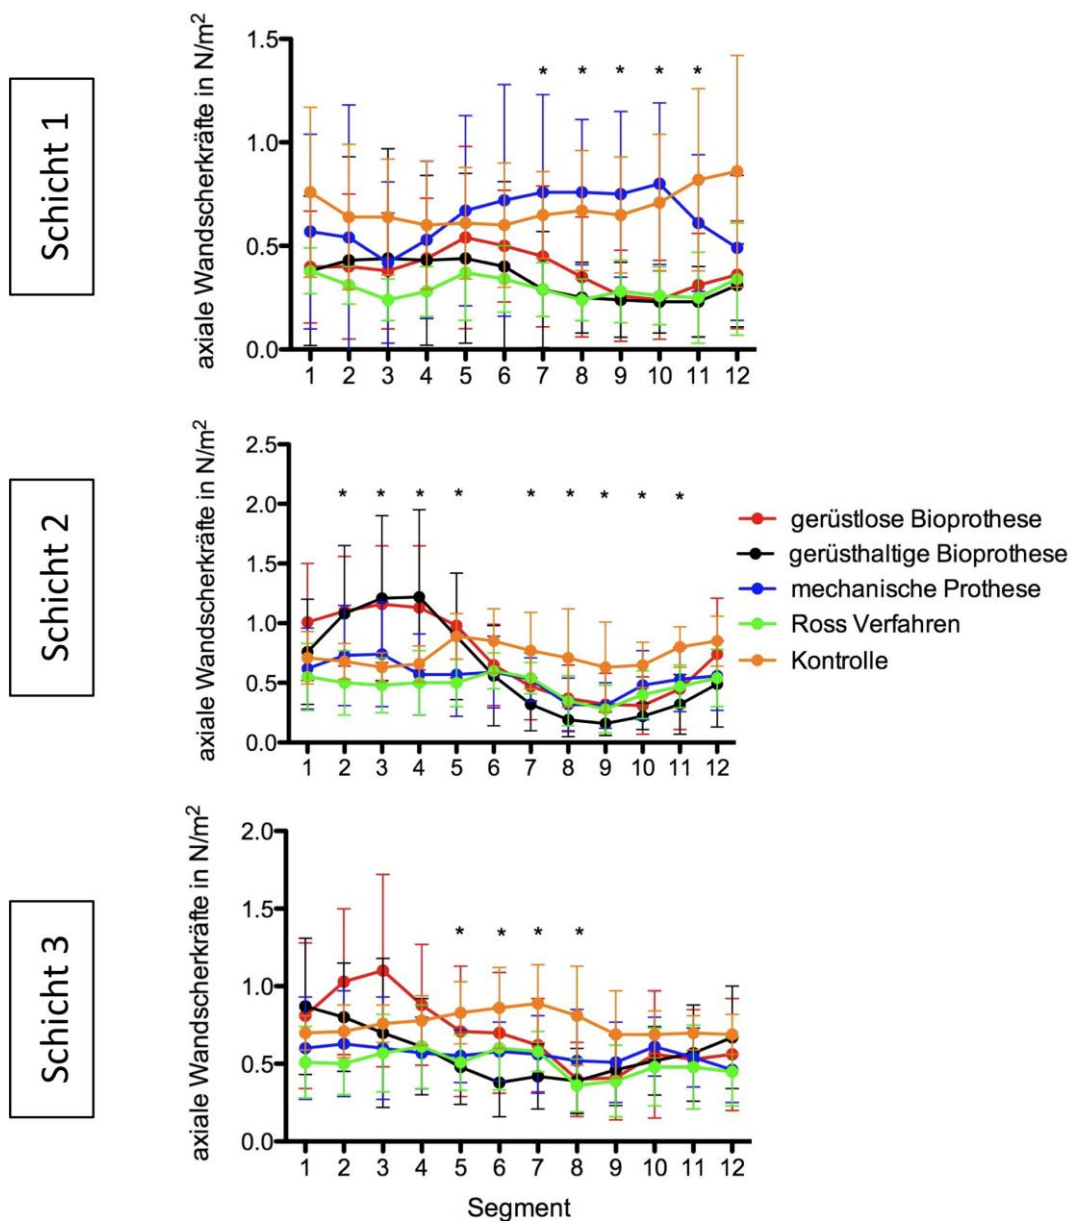 Schicht 1
axiale Wandscherkräfte in N/m²
1.5
1.0
0.5
0.0
* * * * *
1 2 3 4 5 6 7 8 9 10 11 12
Schicht 2
axiale Wandscherkräfte in N/m²
2.5
2.0
1.5
1.0
0.5
0.0
* * * * * * * * *
1 2 3 4 5 6 7 8 9 10 11 12
gerüstlose Bioprothese
gerüsthaltige Bioprothese
mechanische Prothese
Ross Verfahren
Kontrolle
Schicht 3
axiale Wandscherkräfte in N/m²
2.0
1.5
1.0
0.5
0.0
* * * *
1 2 3 4 5 6 7 8 9 10 11 12
Segment